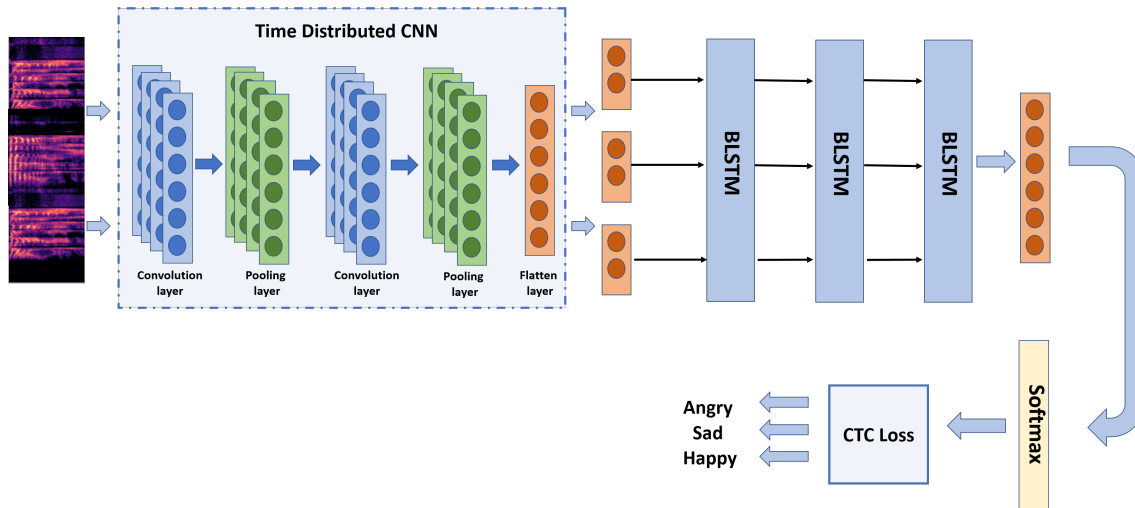 Time Distributed CNN
Convolution
layer
Pooling layer
Convolution
layer
Pooling
layer
Flatten
layer
BLSTM
BLSTM
BLSTM
Softmax
CTC Loss
Angry
Sad
Happy